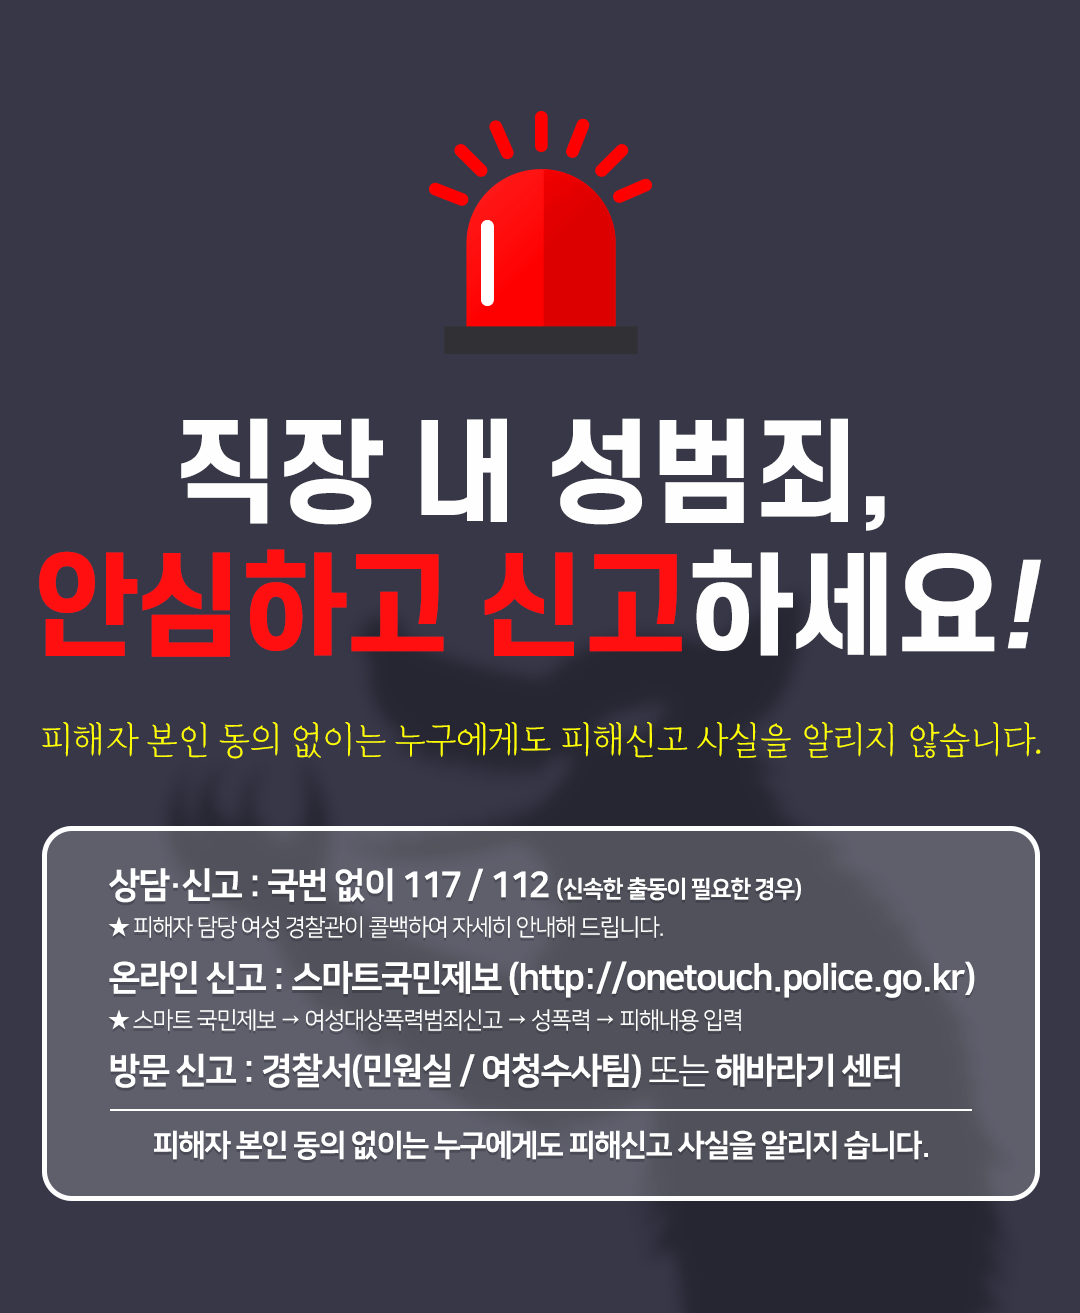 직장 내 성범죄,
안심하고 신고하세요!
피해자 본인 동의 없이는 누구에게도 피해신고 사실을 알리지 않습니다.
상담·신고 : 국번 없이 117 / 112 (신속한 출동이 필요한 경우)
★ 피해자 담당 여성 경찰관이 콜백하여 자세히 안내해 드립니다.
온라인 신고 : 스마트국민제보 (http://onetouch.police.go.kr)
★ 스마트 국민제보 → 여성대상폭력범죄신고 → 성폭력 → 피해내용 입력
방문 신고 : 경찰서(민원실 / 여청수사팀) 또는 해바라기 센터
피해자 본인 동의 없이는 누구에게도 피해신고 사실을 알리지 습니다.